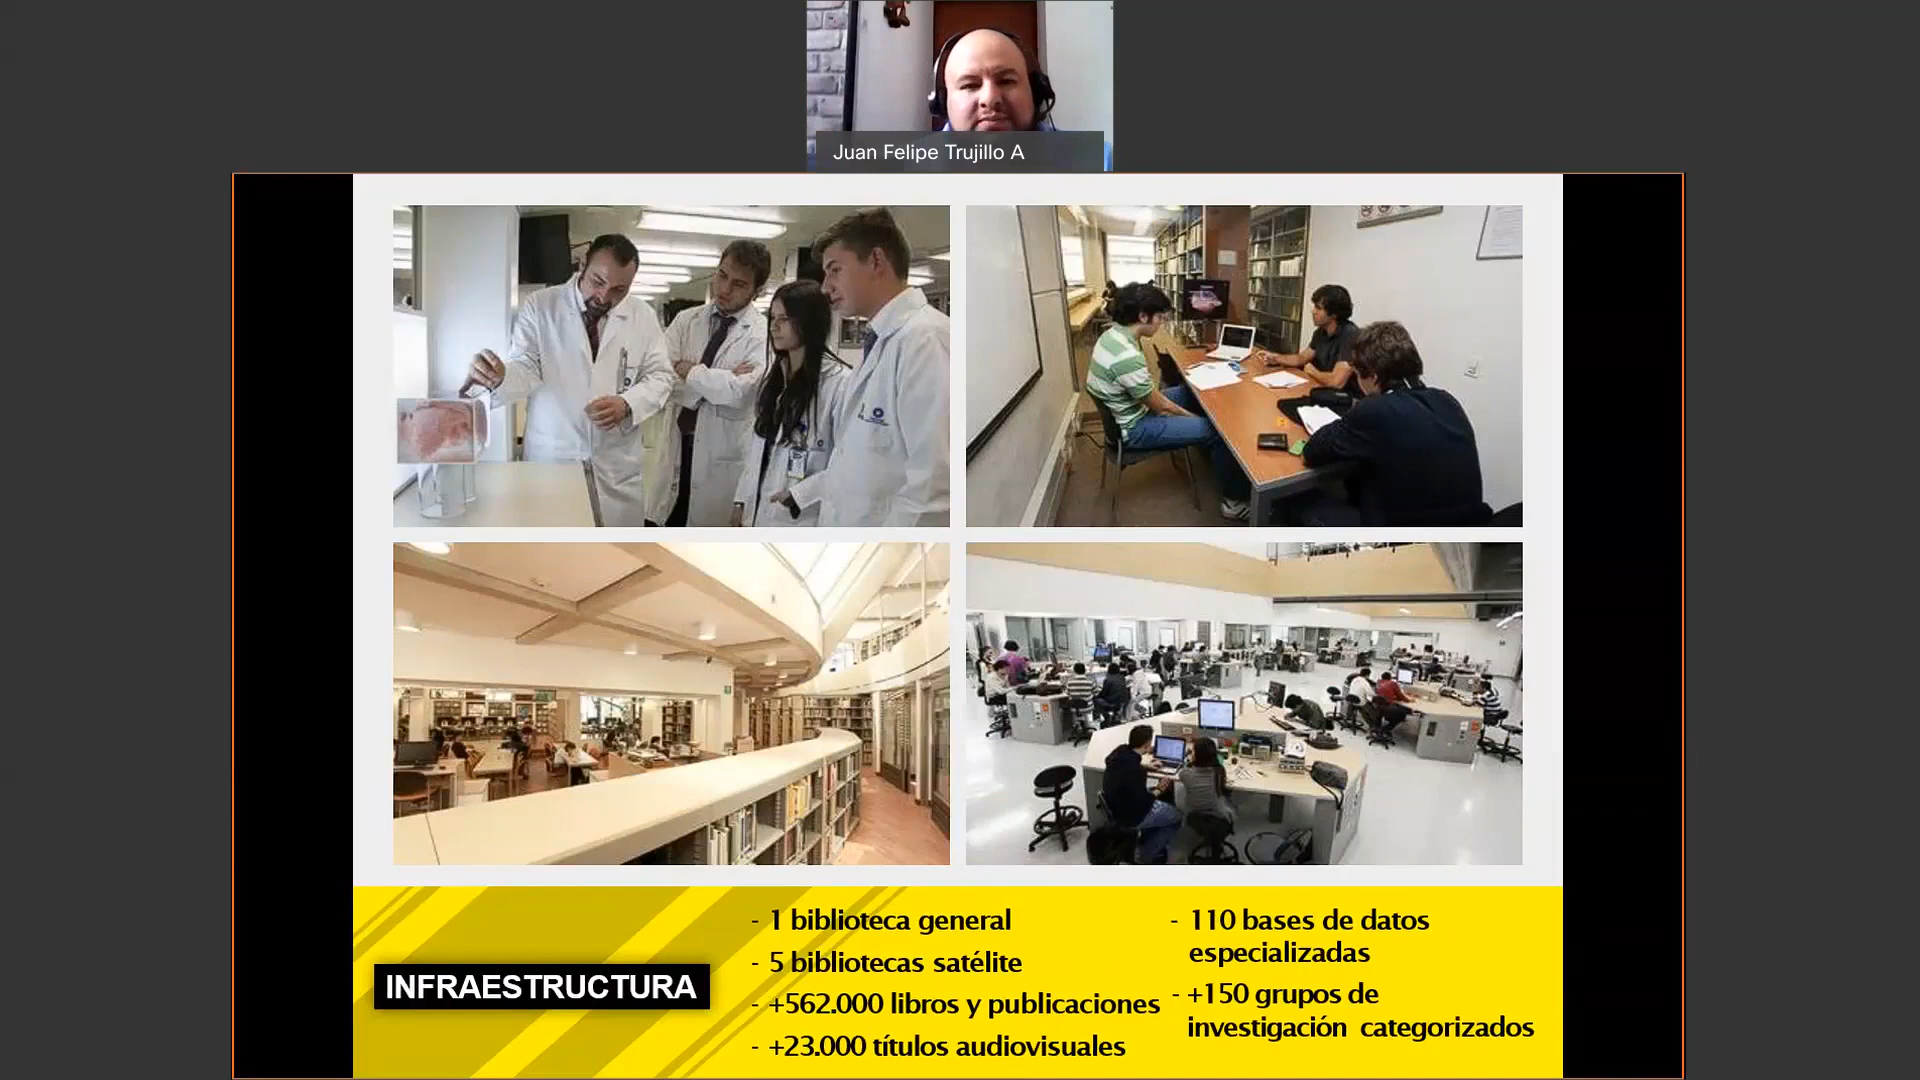 Juan Felipe Trujillo A
INFRAESTRUCTURA
- 1 biblioteca general
- 5 bibliotecas satélite
- +562.000 libros y publicaciones
- +23.000 títulos audiovisuales
- 110 bases de datos
especializadas
- +150 grupos de
investigación categorizados